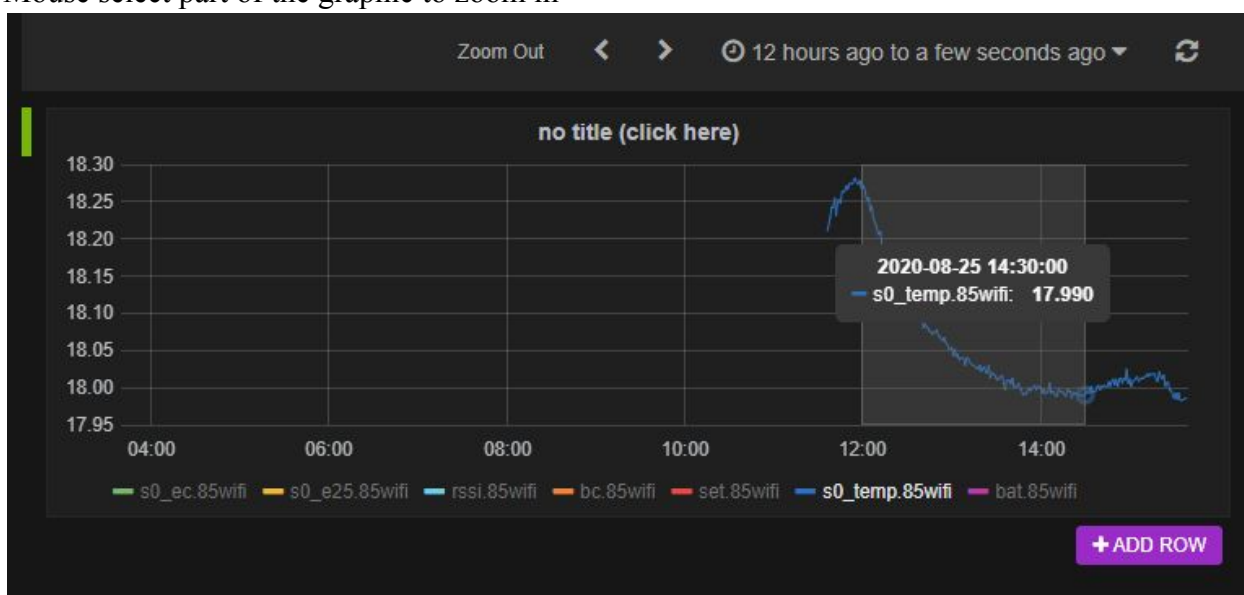 Mouse select part of the graphic to zoom in
Zoom Out 12 hours ago to a few seconds ago
no title (click here)
18.30
18.25
18.20
18.15
18.10
18.05
18.00
17.95
2020-08-25 14:30:00
s0_temp.85wifi: 17.990
04:00 06:00 08:00 10:00 12:00 14:00
s0_ec.85wifi s0_e25.85wifi rssi.85wifi bc.85wifi set.85wifi s0_temp.85wifi bat.85wifi
+ ADD ROW